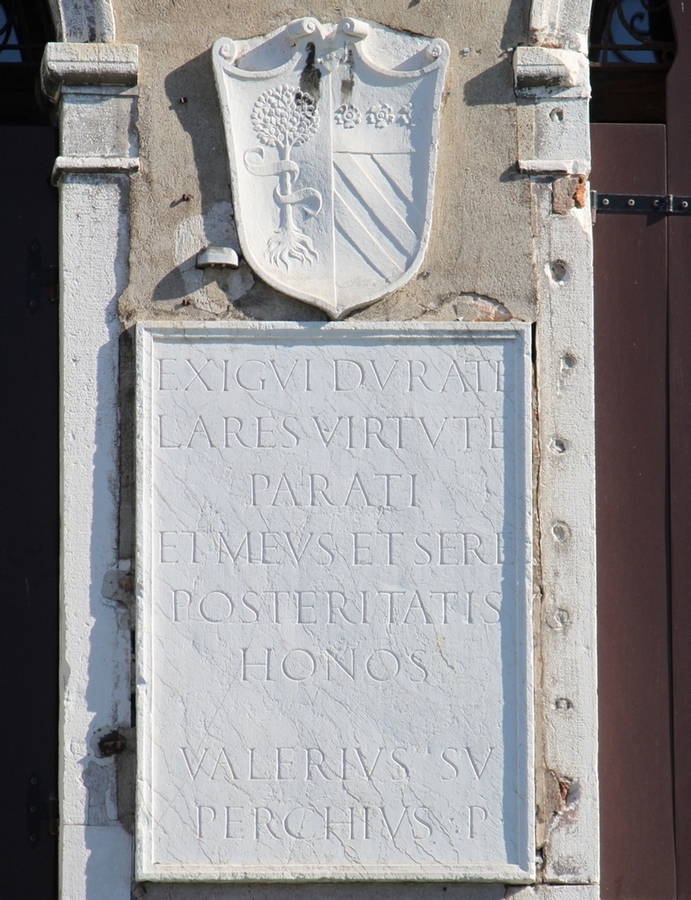 EXIGVI DVRATE
LARES VIRTVTE
PARATI
ET MEVS ET SERE
POSTERITATIS
HONOS
VALERIVS SV
PERCHIVS P